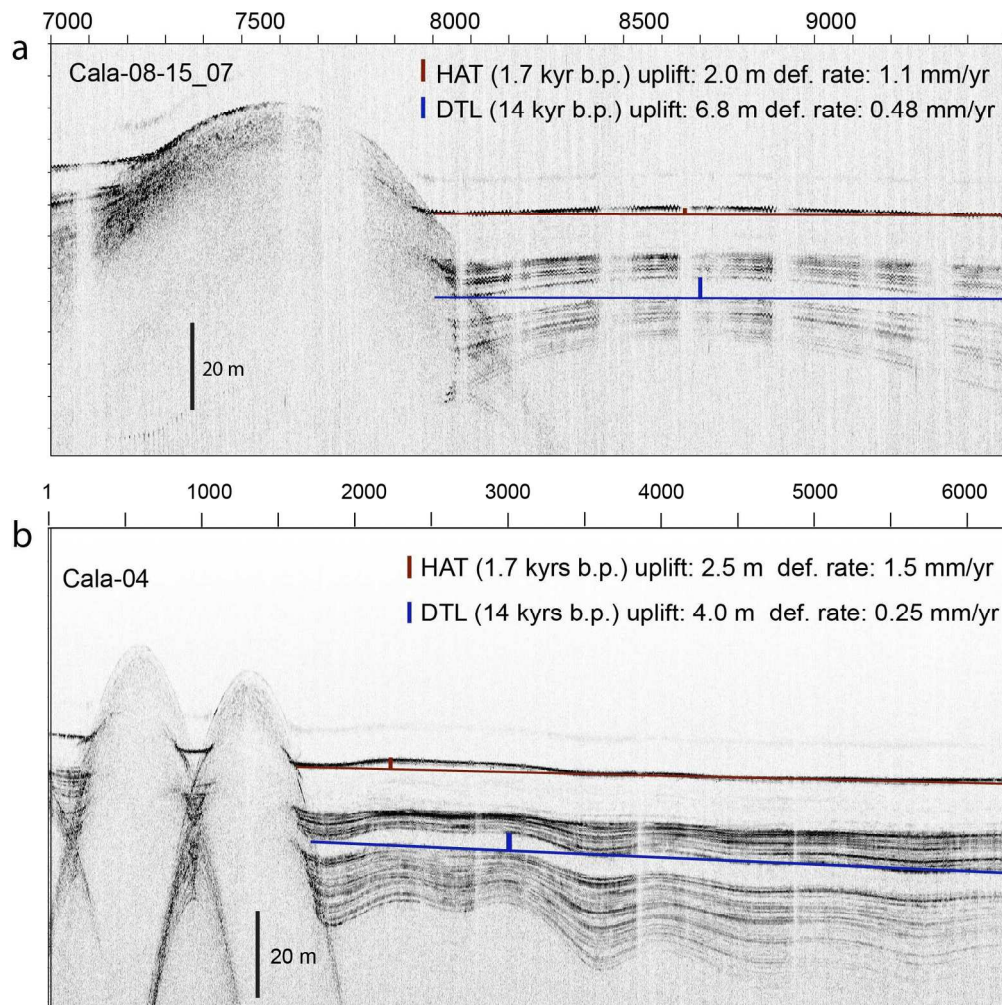 7000 7500 8000 8500 9000
a
Cala-08-15_07
HAT (1.7 kyr b.p.) uplift: 2.0 m def. rate: 1.1 mm/yr
DTL (14 kyr b.p.) uplift: 6.8 m def. rate: 0.48 mm/yr
20 m
1 1000 2000 3000 4000 5000 6000
b
Cala-04
HAT (1.7 kyrs b.p.) uplift: 2.5 m def. rate: 1.5 mm/yr
DTL (14 kyrs b.p.) uplift: 4.0 m def. rate: 0.25 mm/yr
20 m